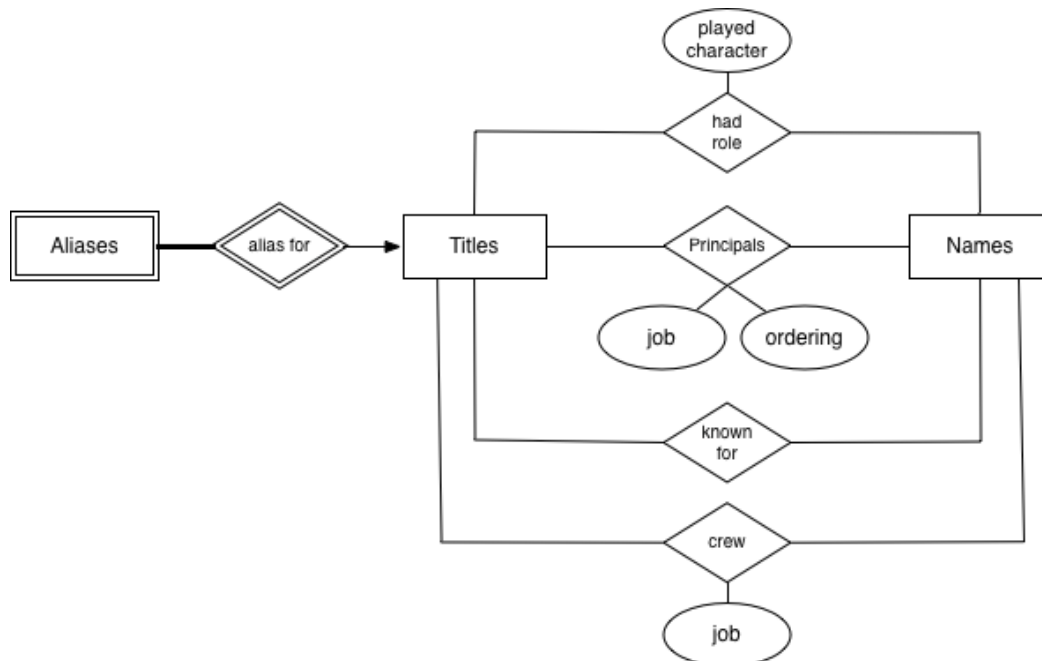 played
character
had
role
Aliases
alias for
Titles
Principals
Names
job
ordering
known
for
crew
job